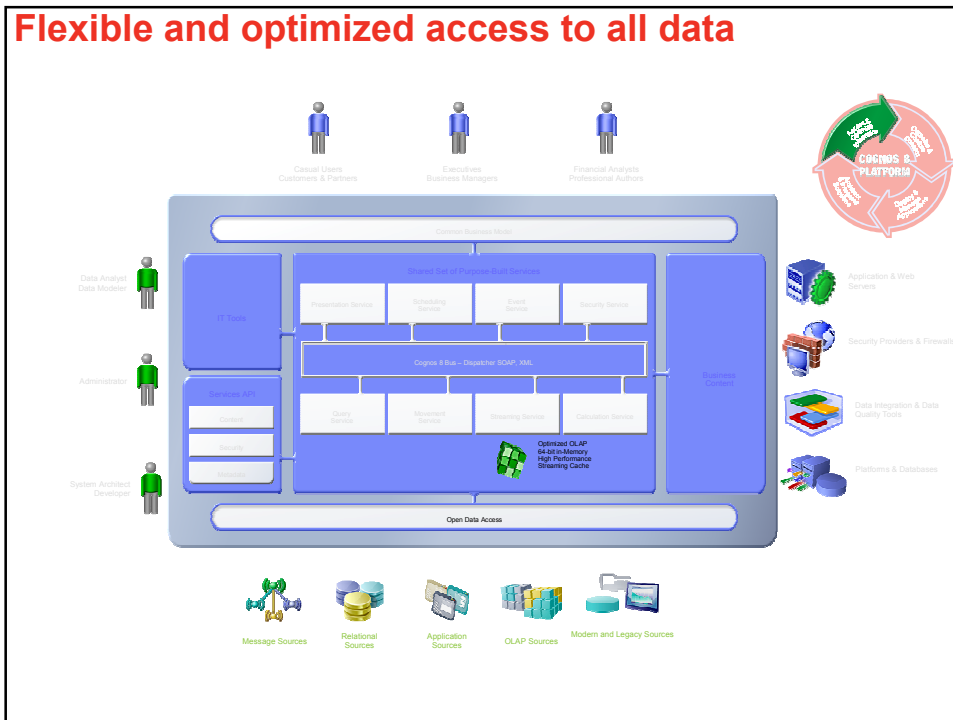 Flexible and optimized access to all data
Casual Users
Customers & Partners
Executives
Business Managers
Financial Analysts
Professional Authors
COGNOS 8
PLATFORM
Common Business Model
Data Analyst
Data Modeler
IT Tools
Shared Set of Purpose-Built Services
Presentation Service
Scheduling
Service
Event
Service
Security Service
Application & Web
Servers
Cognos 8 Bus – Dispatcher SOAP, XML
Security Providers & Firewalls
Business
Content
Administrator
Services API
Content
Security
Metadata
Query
Service
Movement
Service
Streaming Service
Calculation Service
Data Integration & Data
Quality Tools
Optimized OLAP
64-bit in-Memory
High Performance
Streaming Cache
System Architect
Developer
Platforms & Databases
Open Data Access
Message Sources
Relational
Sources
Application
Sources
OLAP Sources
Modern and Legacy Sources